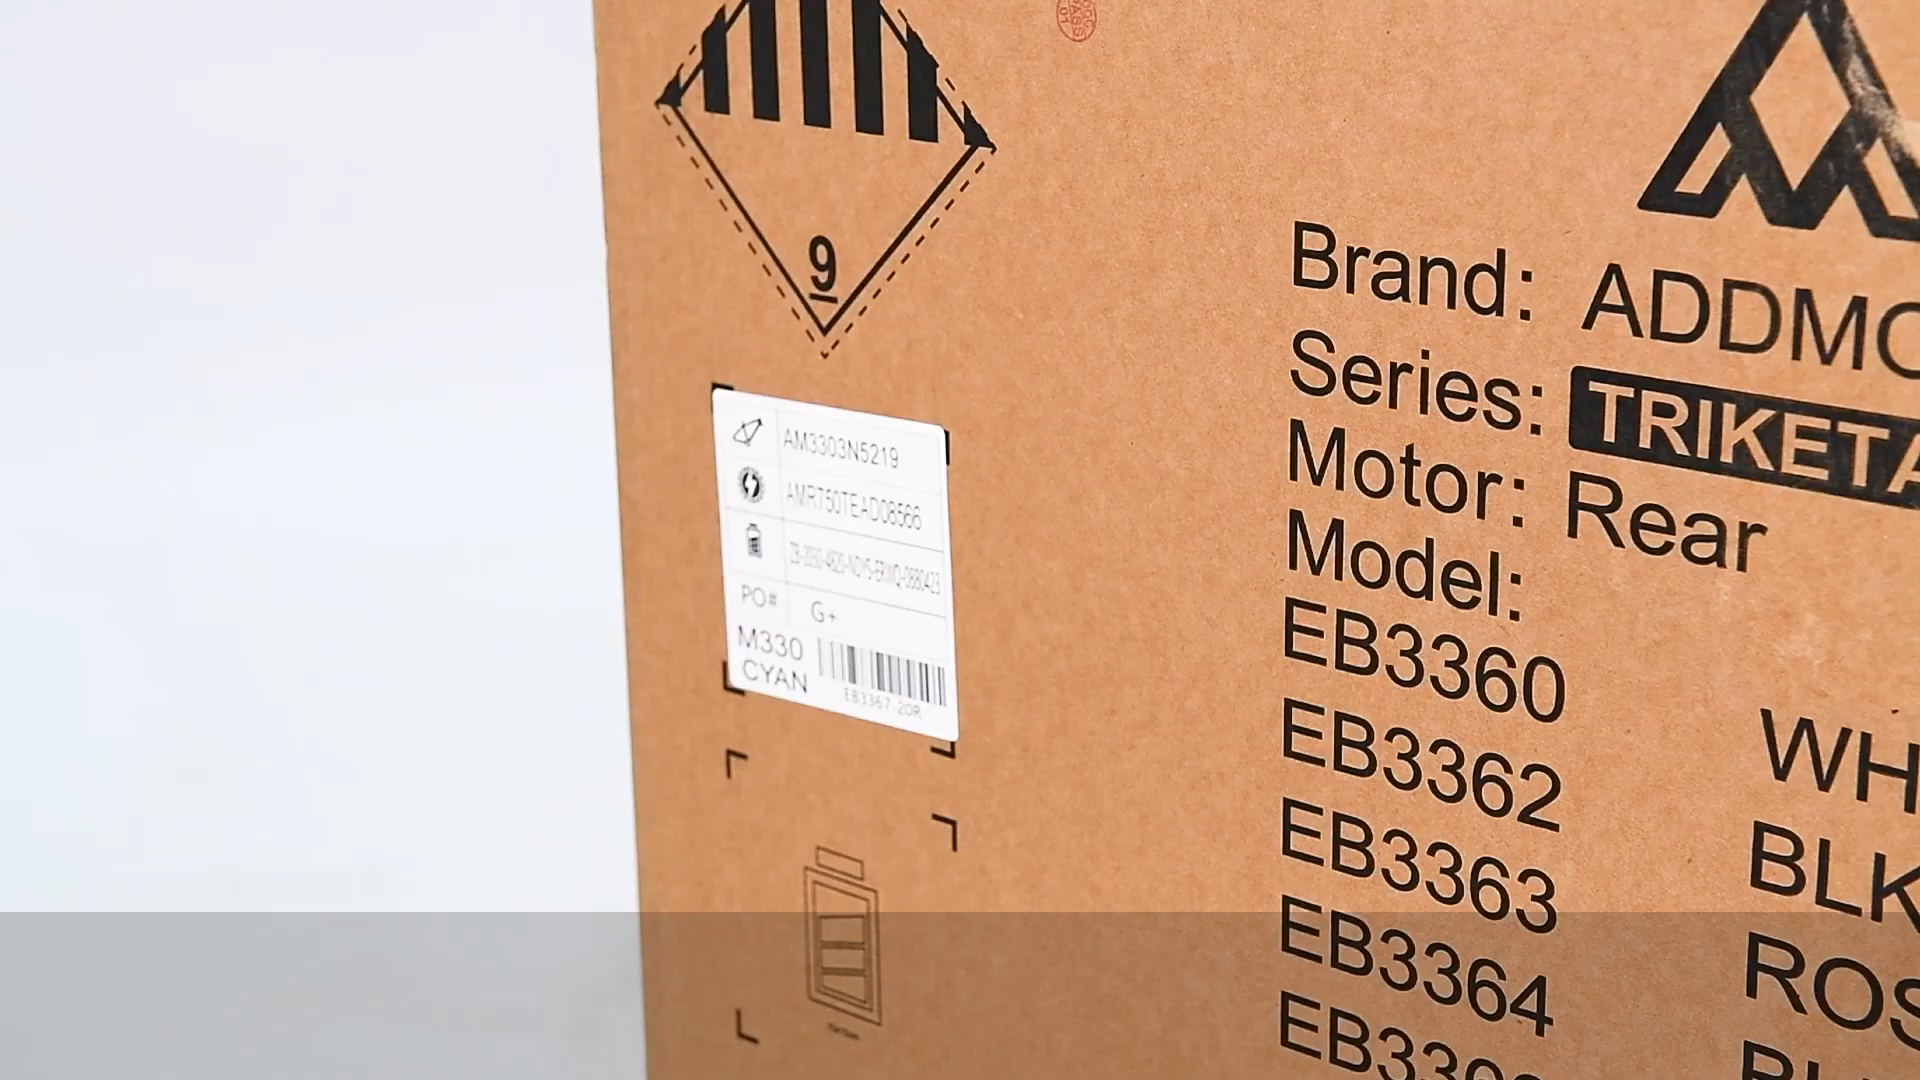 9
Brand: ADDMO
Series: TRIKETA
Motor: Rear
Model:
EB3360
EB3362 WH
EB3363 BLK
EB3364 ROS
AM3303N5219
AMR750TEAD08566
PO# G+
M330
CYAN
EB3367-20R